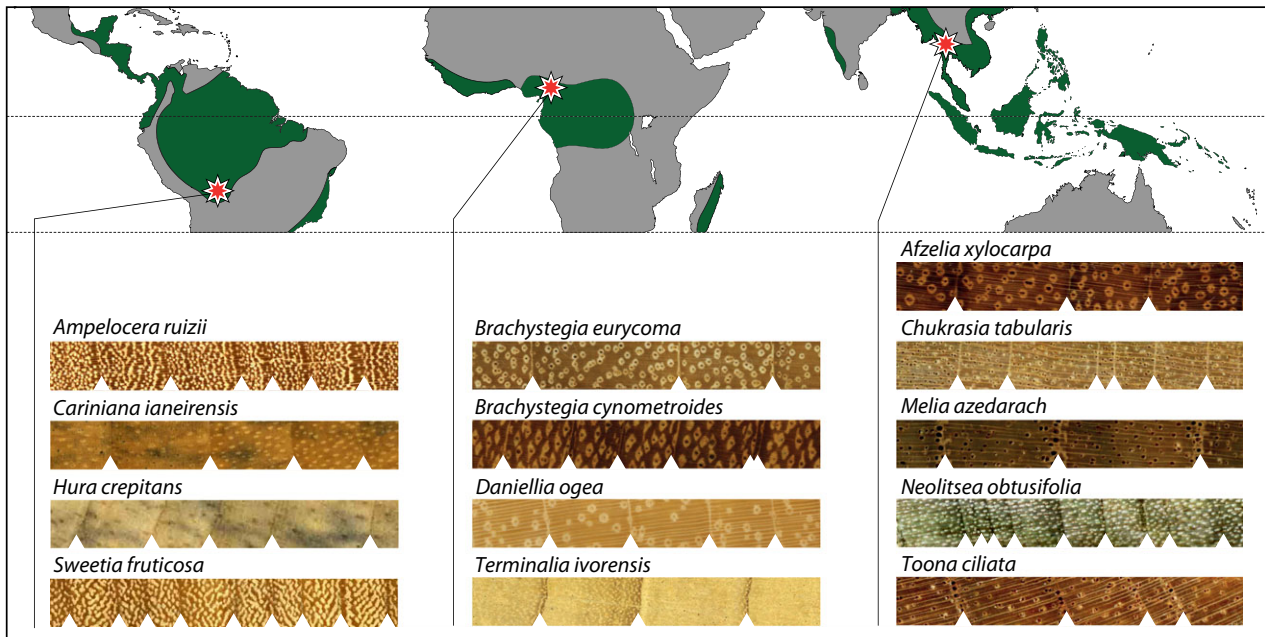 Ampelocera ruizii
Cariniana ianeirensis
Hura crepitans
Sweetia fruticosa
Brachystegia eurycoma
Brachystegia cynometroides
Daniellia ogea
Terminalia ivorensis
Afzelia xylocarpa
Chukrasia tabularis
Melia azedarach
Neolitsea obtusifolia
Toona ciliata